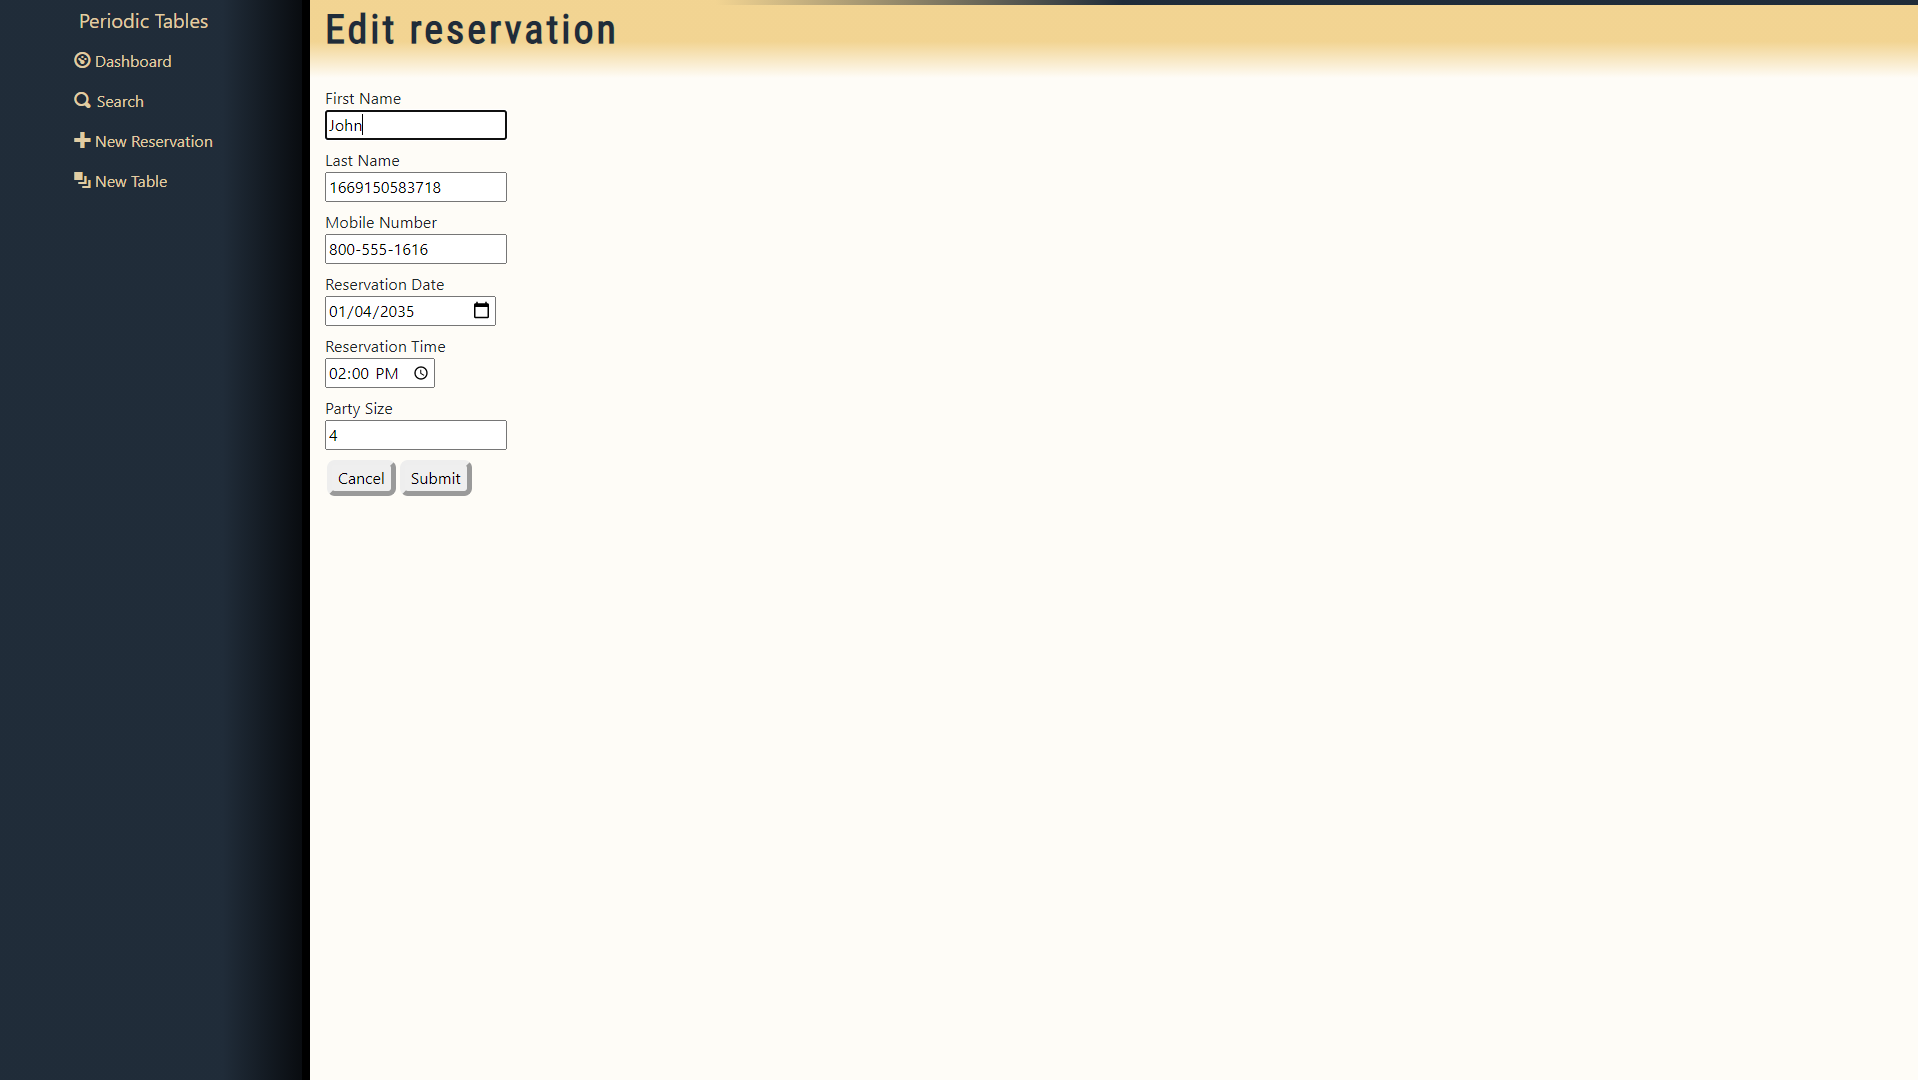 Periodic Tables
Dashboard
Search
New Reservation
New Table
Edit reservation
First Name
John
Last Name
1669150583718
Mobile Number
800-555-1616
Reservation Date
01/04/2035
Reservation Time
02:00 PM
Party Size
4
Cancel Submit